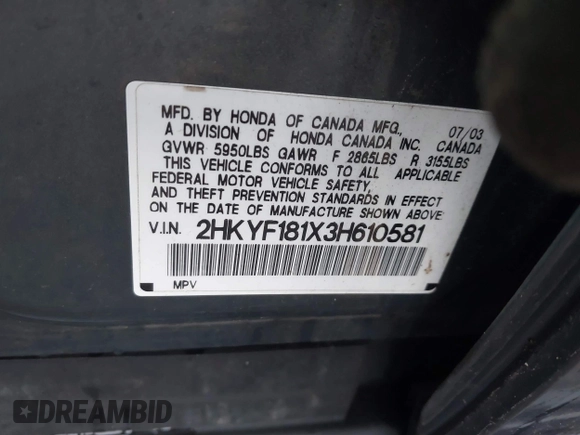 MFD. BY HONDA OF CANADA MFG., 07/03
A DIVISION OF HONDA CANADA INC. CANADA
GVWR 5950LBS GAWR F 2865LBS R 3155LBS
THIS VEHICLE CONFORMS TO ALL APPLICABLE
FEDERAL MOTOR VEHICLE SAFETY,
AND THEFT PREVENTION STANDARDS IN EFFECT
ON THE DATE OF MANUFACTURE SHOWN ABOVE
V.I.N. 2HKYF181X3H610581
MPV
DREAMBID